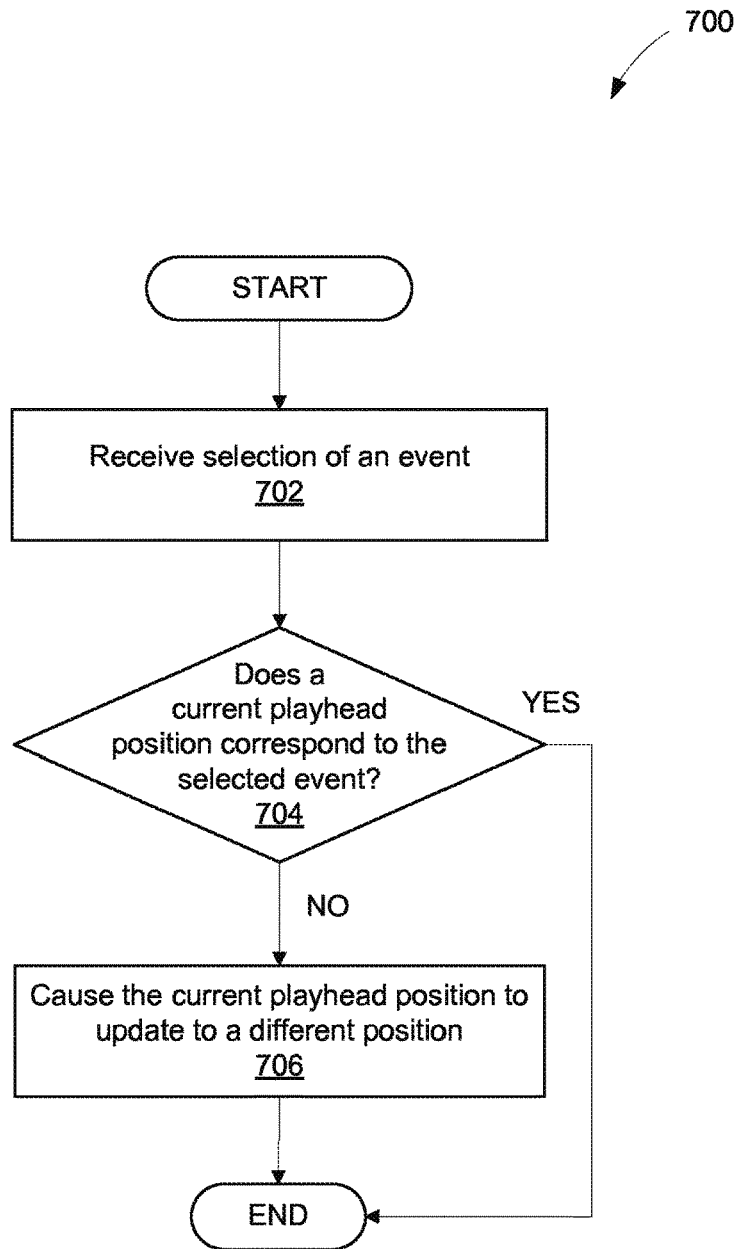 700
START
Receive selection of an event
702
Does a
current playhead
position correspond to the
selected event?
704
YES
NO
Cause the current playhead position to
update to a different position
706
END